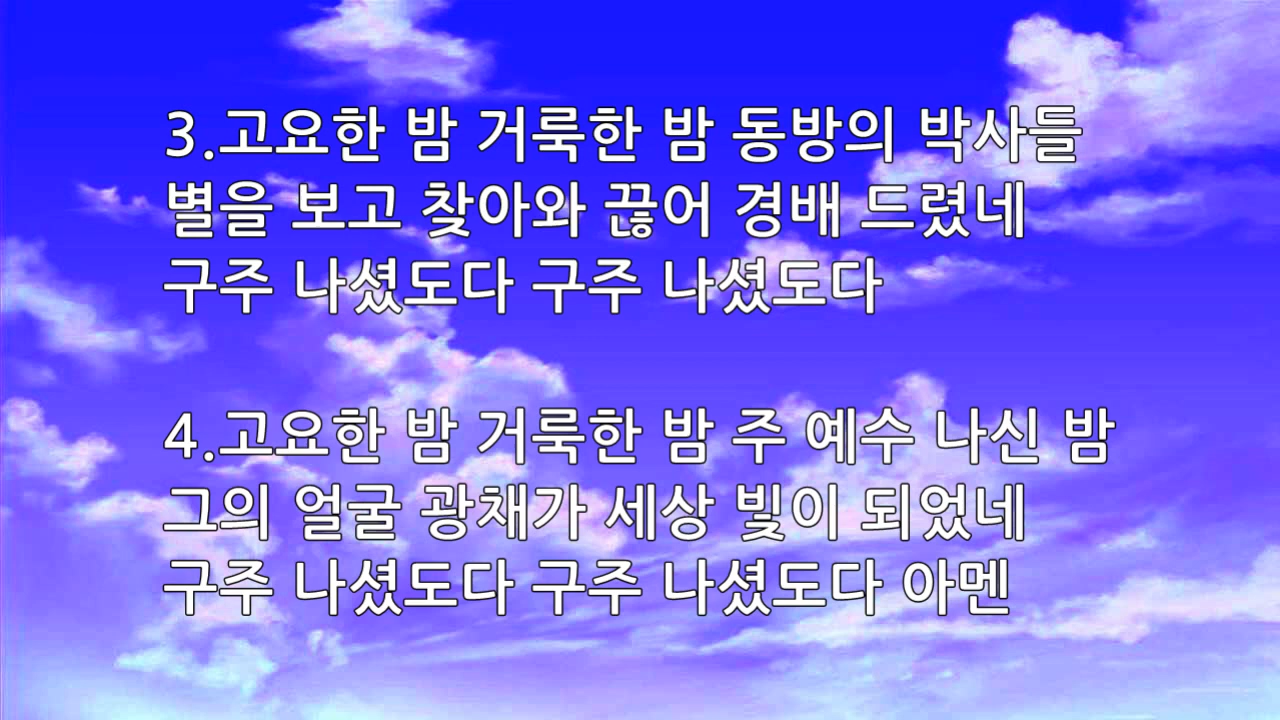 3.고요한 밤 거룩한 밤 동방의 박사들
별을 보고 찾아와 끊어 경배 드렸네
구주 나셨도다 구주 나셨도다
4.고요한 밤 거룩한 밤 주 예수 나신 밤
그의 얼굴 광채가 세상 빛이 되었네
구주 나셨도다 구주 나셨도다 아멘